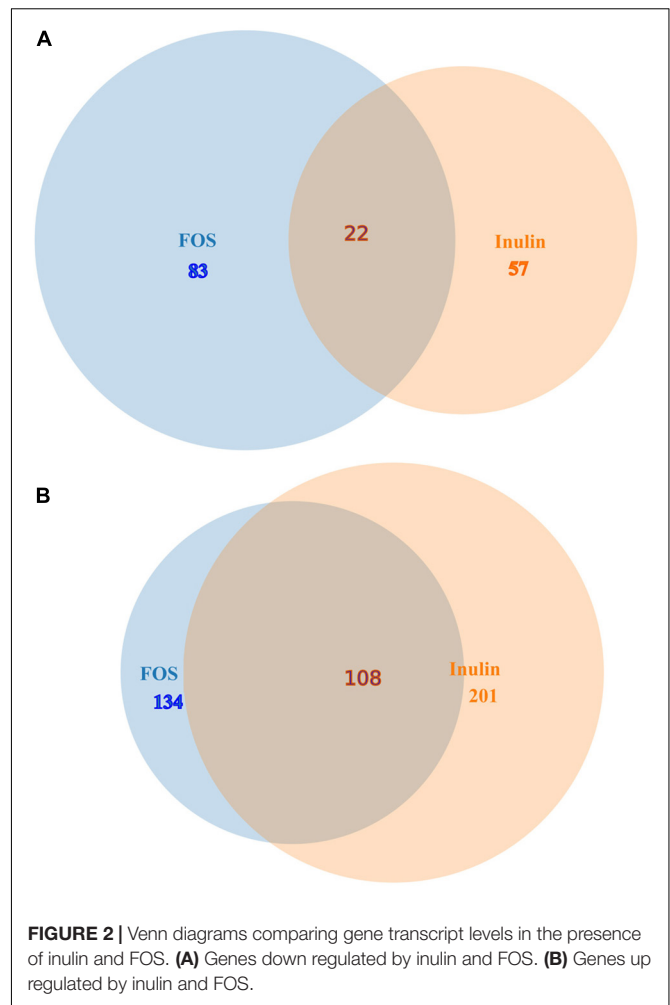 A
FOS
83
22
Inulin
57
B
FOS
134
108
Inulin
201
FIGURE 2 | Venn diagrams comparing gene transcript levels in the presence
of inulin and FOS. (A) Genes down regulated by inulin and FOS. (B) Genes up
regulated by inulin and FOS.